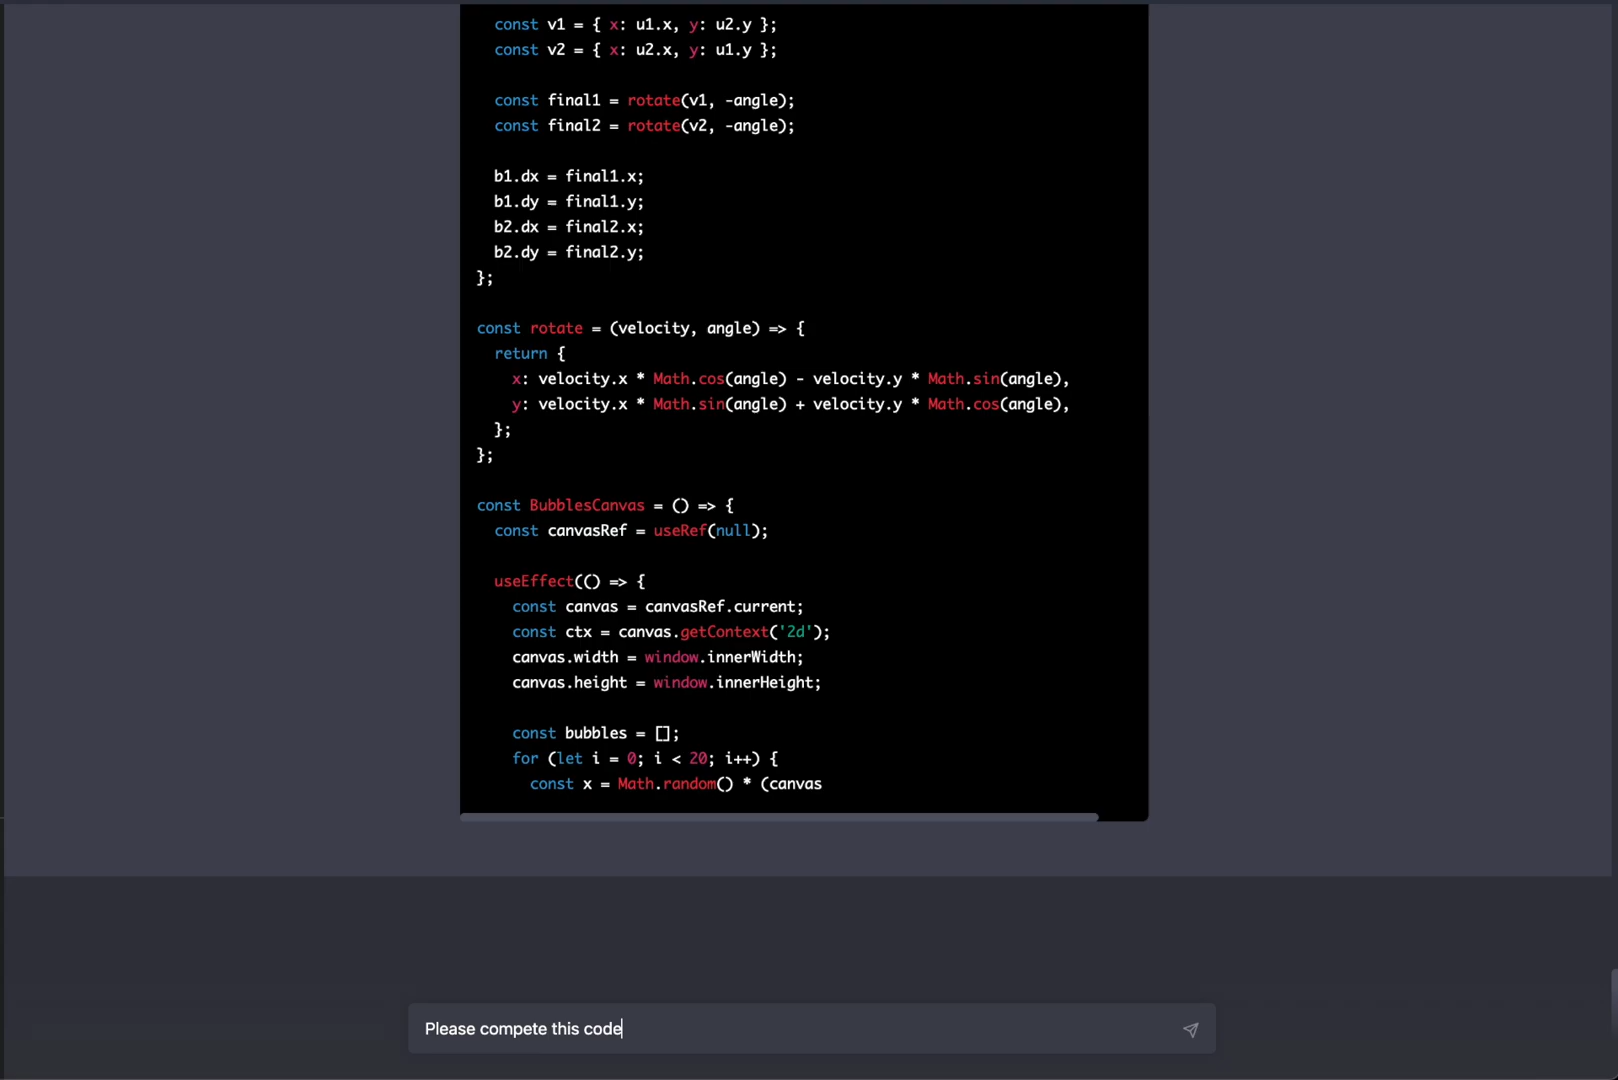 const v1 = { x: u1.x, y: u2.y };
const v2 = { x: u2.x, y: u1.y };
const final1 = rotate(v1, -angle);
const final2 = rotate(v2, -angle);
b1.dx = final1.x;
b1.dy = final1.y;
b2.dx = final2.x;
b2.dy = final2.y;
};
const rotate = (velocity, angle) => {
return {
x: velocity.x * Math.cos(angle) - velocity.y * Math.sin(angle),
y: velocity.x * Math.sin(angle) + velocity.y * Math.cos(angle),
};
};
const BubblesCanvas = () => {
const canvasRef = useRef(null);
useEffect(() => {
const canvas = canvasRef.current;
const ctx = canvas.getContext('2d');
canvas.width = window.innerWidth;
canvas.height = window.innerHeight;
const bubbles = [];
for (let i = 0; i < 20; i++) {
const x = Math.random() * (canvas
Please compete this code